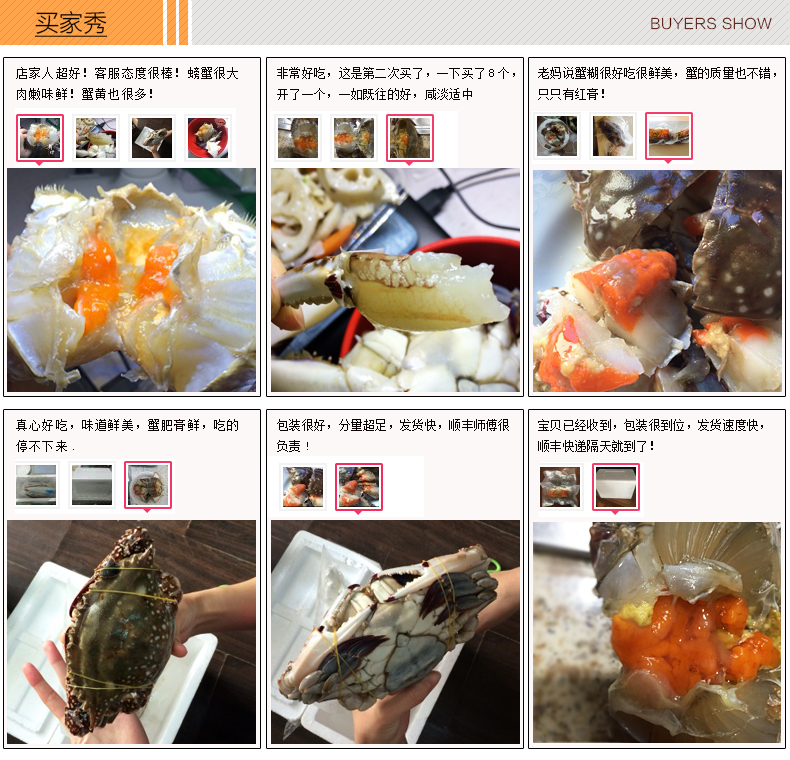 买家秀
BUYERS SHOW
店家人超好！客服态度很棒！螃蟹很大
肉嫩味鲜！蟹黄也很多！
非常好吃，这是第二次买了，一下买了8个，
开了一个，一如既往的好，咸淡适中
老妈说蟹糊很好吃很鲜美，蟹的质量也不错，
只只有红膏！
真心好吃，味道鲜美，蟹肥膏鲜，吃的
停不下来．
包装很好，分量超足，发货快，顺丰师傅很
负责！
宝贝已经收到，包装很到位，发货速度快，
顺丰快递隔天就到了！